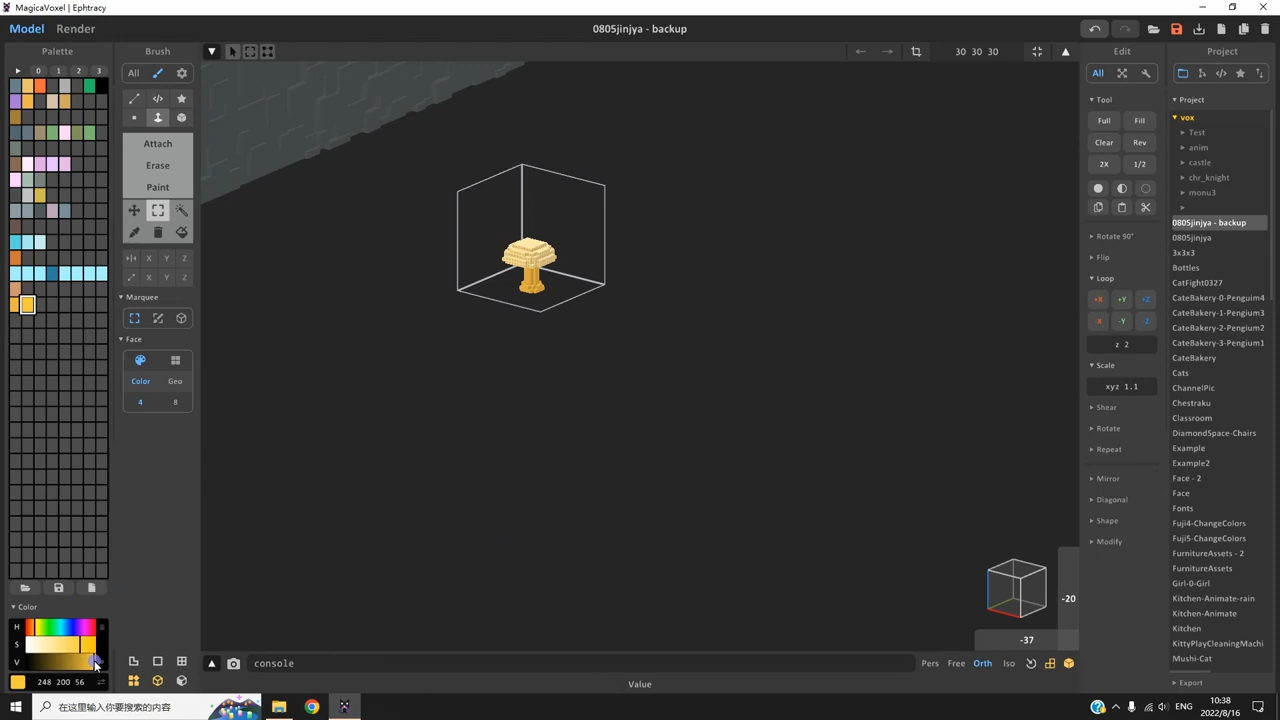 MagicaVoxel | Ephtracy
Model Render 0805jinjya - backup
Palette Brush 30 30 30 Edit Project
0 1 2 3
All All
Tool Project
vox
Full Fill
Clear Rev
2X 1/2
Attach
Erase
Paint
Test
anim
castle
chr_knight
monu3
0805jinjya - backup
0805jinjya
3x3x3
Bottles
CatFight0327
CateBakery-0-Penguim4
CateBakery-1-Pengium3
CateBakery-2-Pengium2
CateBakery-3-Pengium1
CateBakery
Cats
ChannelPic
Chestraku
Classroom
DiamondSpace-Chairs
Example
Example2
Face - 2
Face
Fonts
Fuji4-ChangeColors
Fuji5-ChangeColors
FurnitureAssets - 2
FurnitureAssets
Girl-0-Girl
Kitchen-Animate-rain
Kitchen-Animate
Kitchen
KittyPlayCleaningMachi
Mushi-Cat
Export
Rotate 90°
Flip
Loop
+X +Y +Z
-X -Y -Z
z 2
Scale
xyz 1.1
Shear
Rotate
Repeat
Mirror
Diagonal
Shape
Modify
X Y Z
X Y Z
Marquee
Face
Color Geo
4 8
Color
H
S
V
248 200 56
-20
-37
console
Pers Free Orth Iso
Value
在这里输入你要搜索的内容
ENG
10:38
2022/8/16